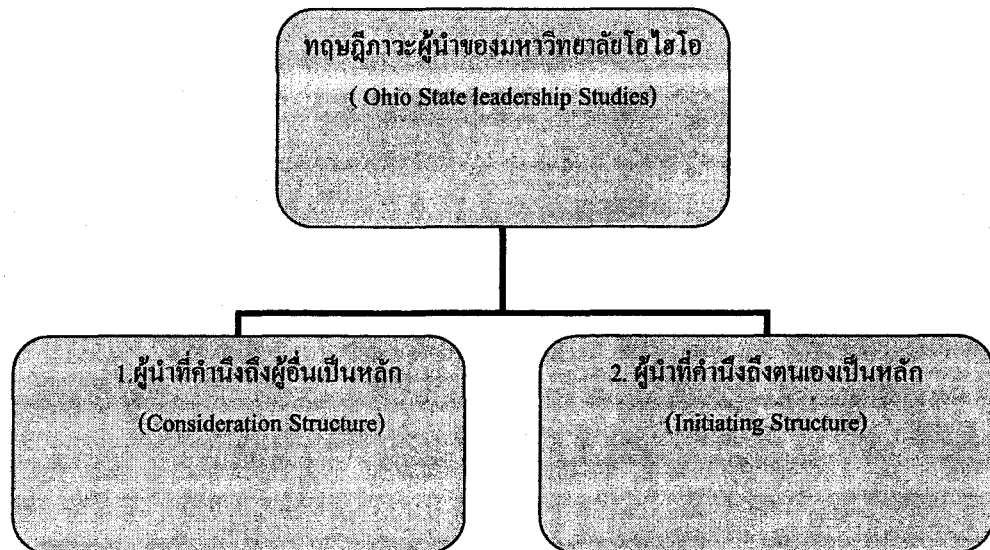 ทฤษฎีภาวะผู้นำของมหาวิทยาลัยโอไฮโอ
( Ohio State leadership Studies)
1.ผู้นำที่คำนึงถึงผู้อื่นเป็นหลัก
(Consideration Structure)
2. ผู้นำที่คำนึงถึงตนเองเป็นหลัก
(Initiating Structure)